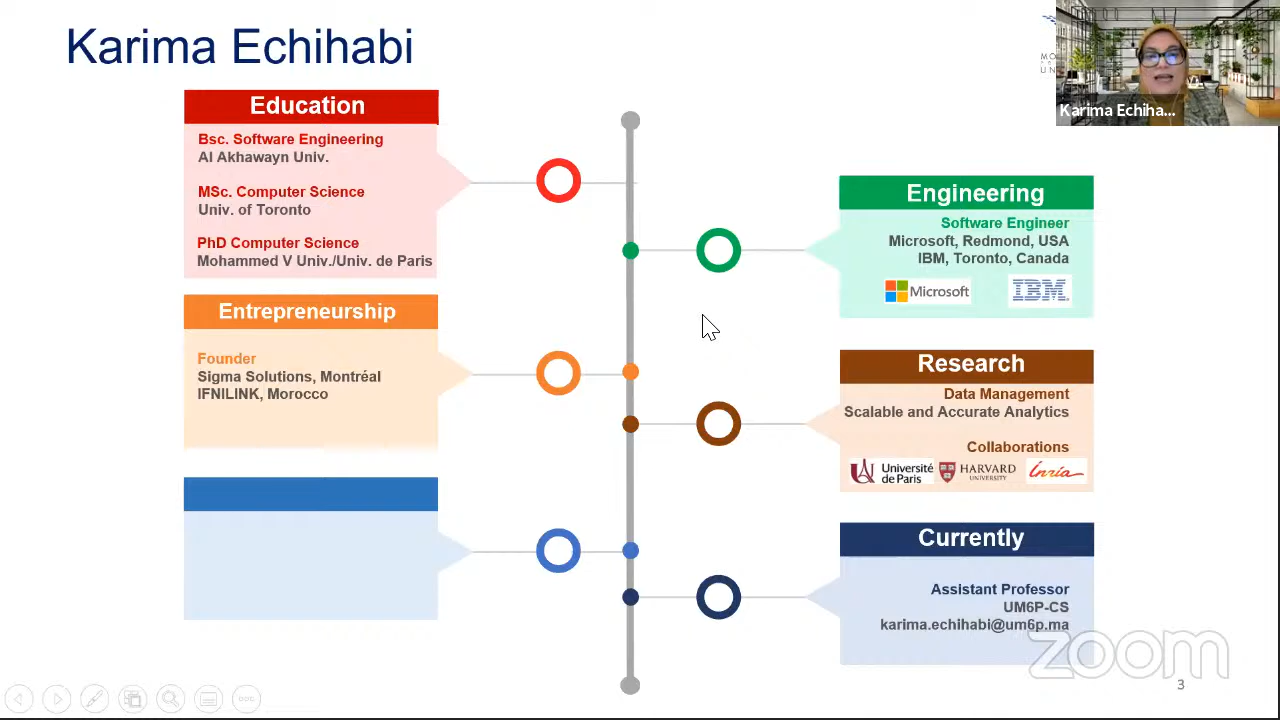 Karima Echihabi
Education
Bsc. Software Engineering
Al Akhawayn Univ.
MSc. Computer Science
Univ. of Toronto
PhD Computer Science
Mohammed V Univ./Univ. de Paris
Engineering
Software Engineer
Microsoft, Redmond, USA
IBM, Toronto, Canada
Microsoft
IBM
Entrepreneurship
Founder
Sigma Solutions, Montréal
IFNILINK, Morocco
Research
Data Management
Scalable and Accurate Analytics
Collaborations
Université
de Paris
HARVARD
UNIVERSITY
Inria
Currently
Assistant Professor
UM6P-CS
karima.echihabi@um6p.ma
zoom
3
Karima Echiha...